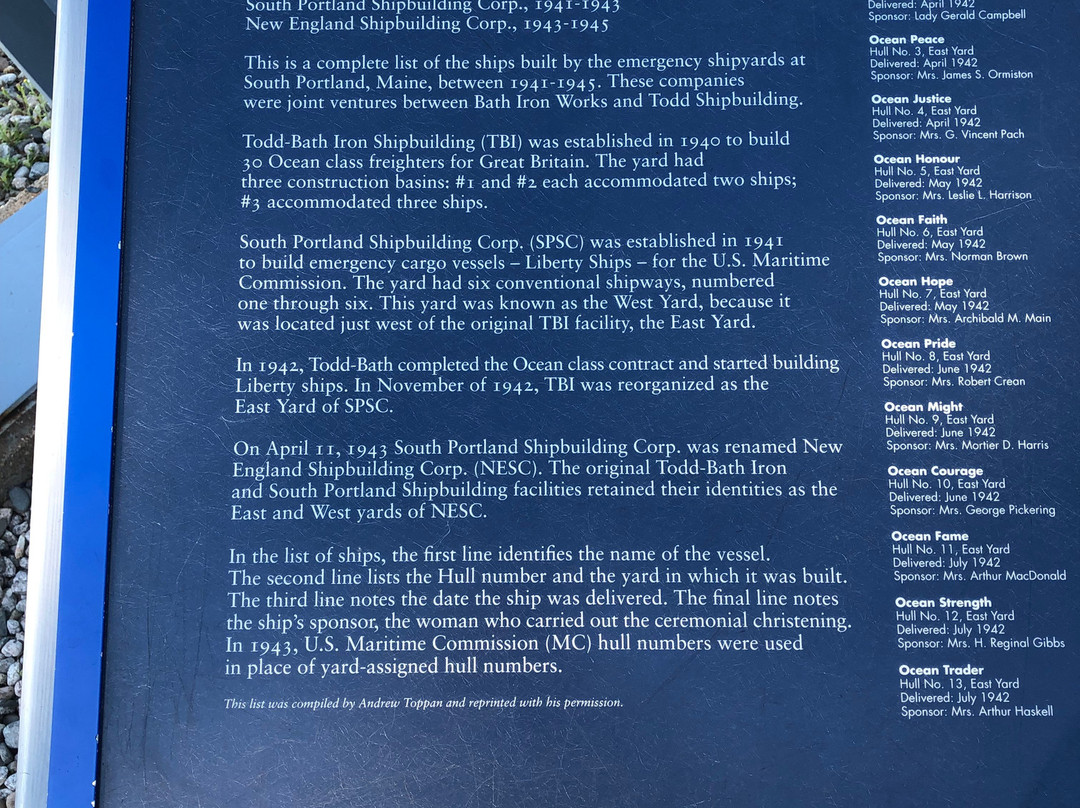 South Portland Shipbuilding Corp., 1941-1943
New England Shipbuilding Corp., 1943-1945
This is a complete list of the ships built by the emergency shipyards at
South Portland, Maine, between 1941-1945. These companies
were joint ventures between Bath Iron Works and Todd Shipbuilding.
Todd-Bath Iron Shipbuilding (TBI) was established in 1940 to build
30 Ocean class freighters for Great Britain. The yard had
three construction basins: #1 and #2 each accommodated two ships;
#3 accommodated three ships.
South Portland Shipbuilding Corp. (SPSC) was established in 1941
to build emergency cargo vessels – Liberty Ships – for the U.S. Maritime
Commission. The yard had six conventional shipways, numbered
one through six. This yard was known as the West Yard, because it
was located just west of the original TBI facility, the East Yard.
In 1942, Todd-Bath completed the Ocean class contract and started building
Liberty ships. In November of 1942, TBI was reorganized as the
East Yard of SPSC.
On April 11, 1943 South Portland Shipbuilding Corp. was renamed New
England Shipbuilding Corp. (NESC). The original Todd-Bath Iron
and South Portland Shipbuilding facilities retained their identities as the
East and West yards of NESC.
In the list of ships, the first line identifies the name of the vessel.
The second line lists the Hull number and the yard in which it was built.
The third line notes the date the ship was delivered. The final line notes
the ship's sponsor, the woman who carried out the ceremonial christening.
In 1943, U.S. Maritime Commission (MC) hull numbers were used
in place of yard-assigned hull numbers.
This list was compiled by Andrew Toppan and reprinted with his permission.
Delivered: April 1942
Sponsor: Lady Gerald Campbell
Ocean Peace
Hull No. 3, East Yard
Delivered: April 1942
Sponsor: Mrs. James S. Ormiston
Ocean Justice
Hull No. 4, East Yard
Delivered: April 1942
Sponsor: Mrs. G. Vincent Pach
Ocean Honour
Hull No. 5, East Yard
Delivered: May 1942
Sponsor: Mrs. Leslie L. Harrison
Ocean Faith
Hull No. 6, East Yard
Delivered: May 1942
Sponsor: Mrs. Norman Brown
Ocean Hope
Hull No. 7, East Yard
Delivered: May 1942
Sponsor: Mrs. Archibald M. Main
Ocean Pride
Hull No. 8, East Yard
Delivered: June 1942
Sponsor: Mrs. Robert Crean
Ocean Might
Hull No. 9, East Yard
Delivered: June 1942
Sponsor: Mrs. Mortier D. Harris
Ocean Courage
Hull No. 10, East Yard
Delivered: June 1942
Sponsor: Mrs. George Pickering
Ocean Fame
Hull No. 11, East Yard
Delivered: July 1942
Sponsor: Mrs. Arthur MacDonald
Ocean Strength
Hull No. 12, East Yard
Delivered: July 1942
Sponsor: Mrs. H. Reginal Gibbs
Ocean Trader
Hull No. 13, East Yard
Delivered: July 1942
Sponsor: Mrs. Arthur Haskell